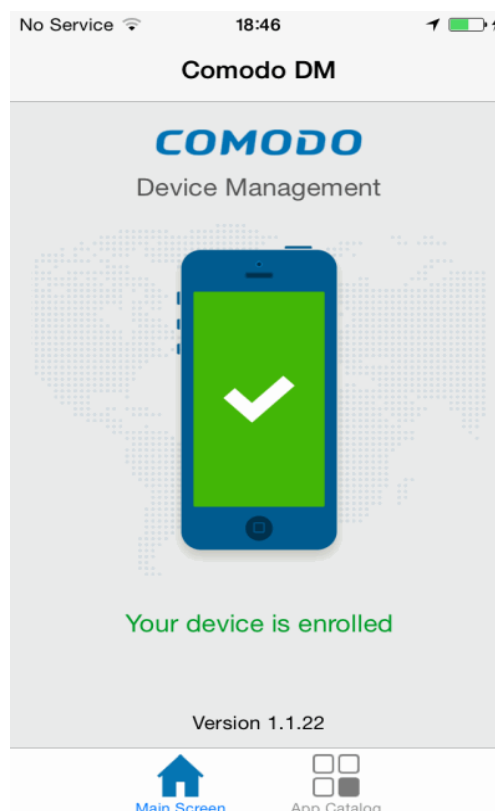 No Service 18:46
Comodo DM
COMODO
Device Management
Your device is enrolled
Version 1.1.22
Main Screen App Catalog